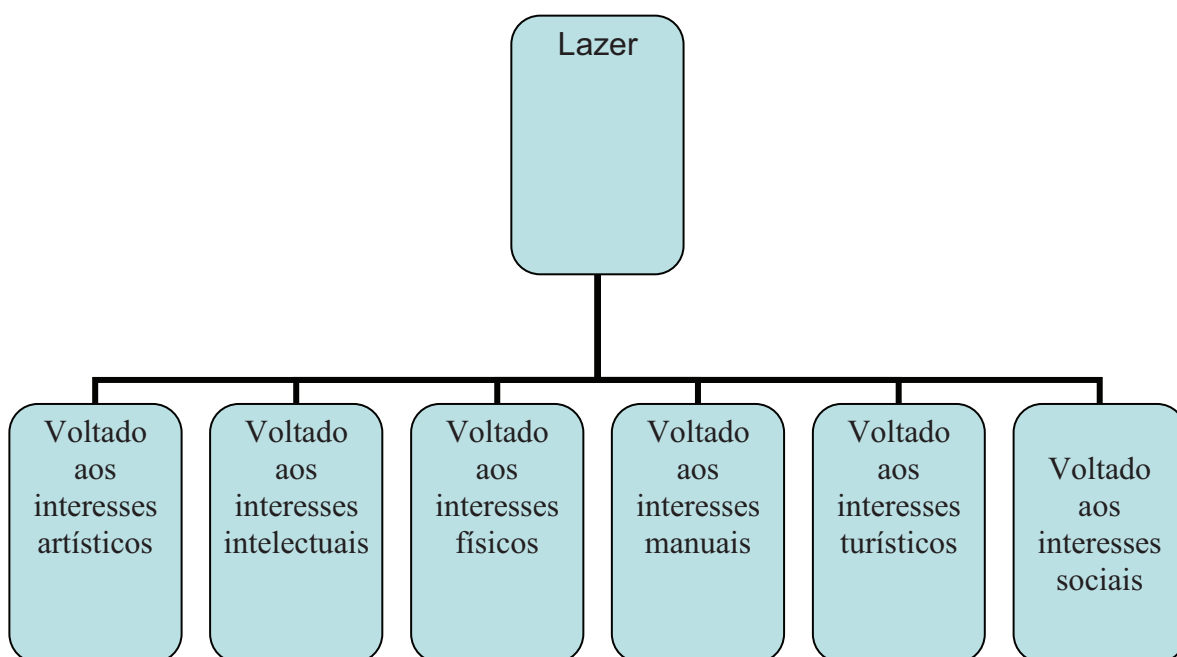 Lazer
Voltado
aos
interesses
artísticos
Voltado
aos
interesses
intelectuais
Voltado
aos
interesses
físicos
Voltado
aos
interesses
manuais
Voltado
aos
interesses
turísticos
Voltado
aos
interesses
sociais